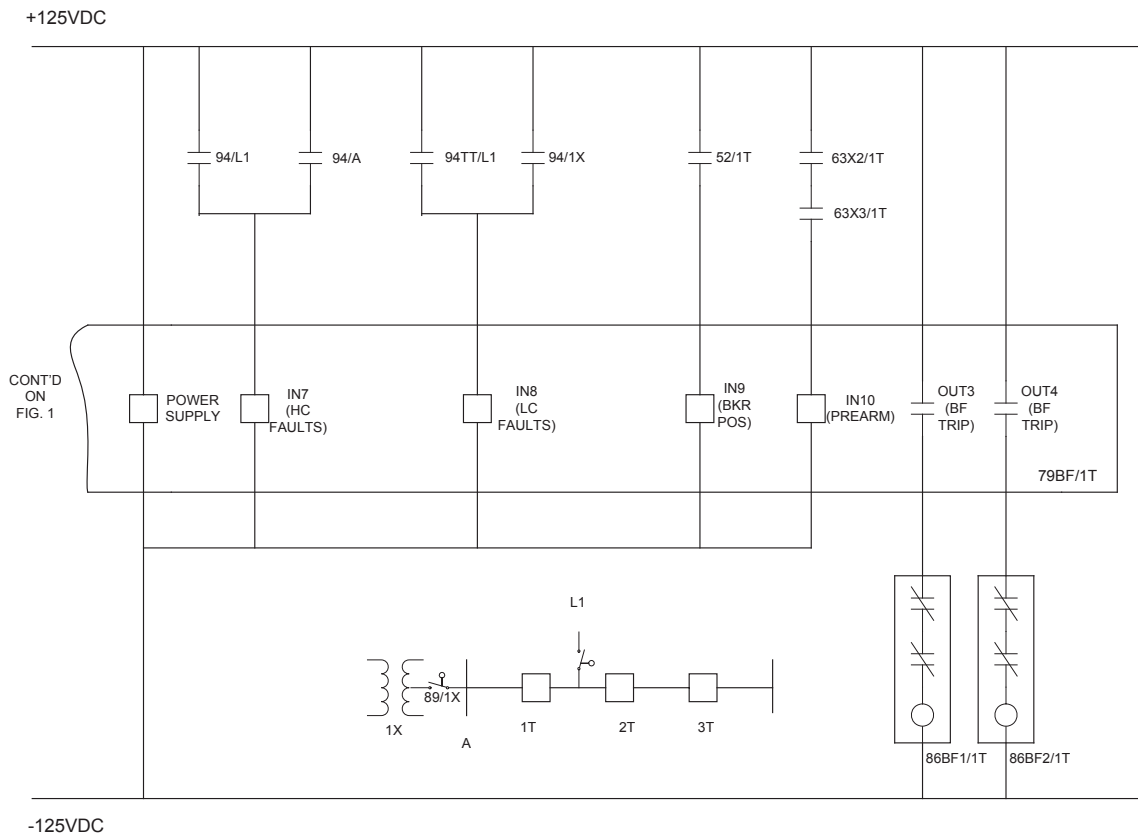 +125VDC
94/L1
94/A
94TT/L1
94/1X
52/1T
63X2/1T
63X3/1T
CONT'D
ON
FIG. 1
POWER
SUPPLY
IN7
(HC
FAULTS)
IN8
(LC
FAULTS)
IN9
(BKR
POS)
IN10
(PREARM)
OUT3
(BF
TRIP)
OUT4
(BF
TRIP)
79BF/1T
L1
89/1X
1X
A
1T
2T
3T
86BF1/1T
86BF2/1T
-125VDC